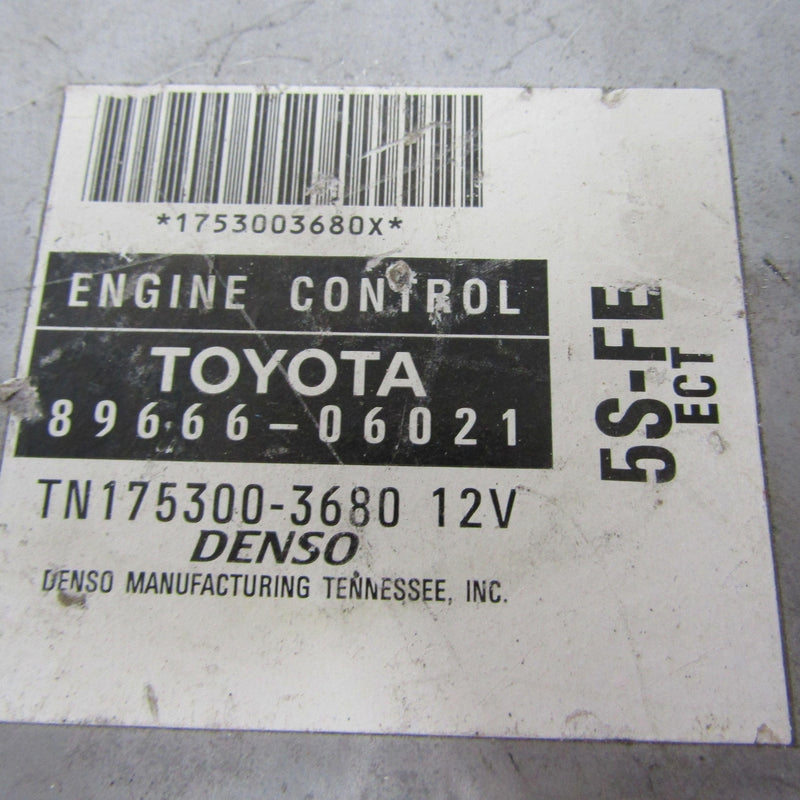 *1753003680X*
ENGINE CONTROL
TOYOTA
89666-06021
TN175300-3680 12V
DENSO
DENSO MANUFACTURING TENNESSEE, INC.
5S-FE
ECT